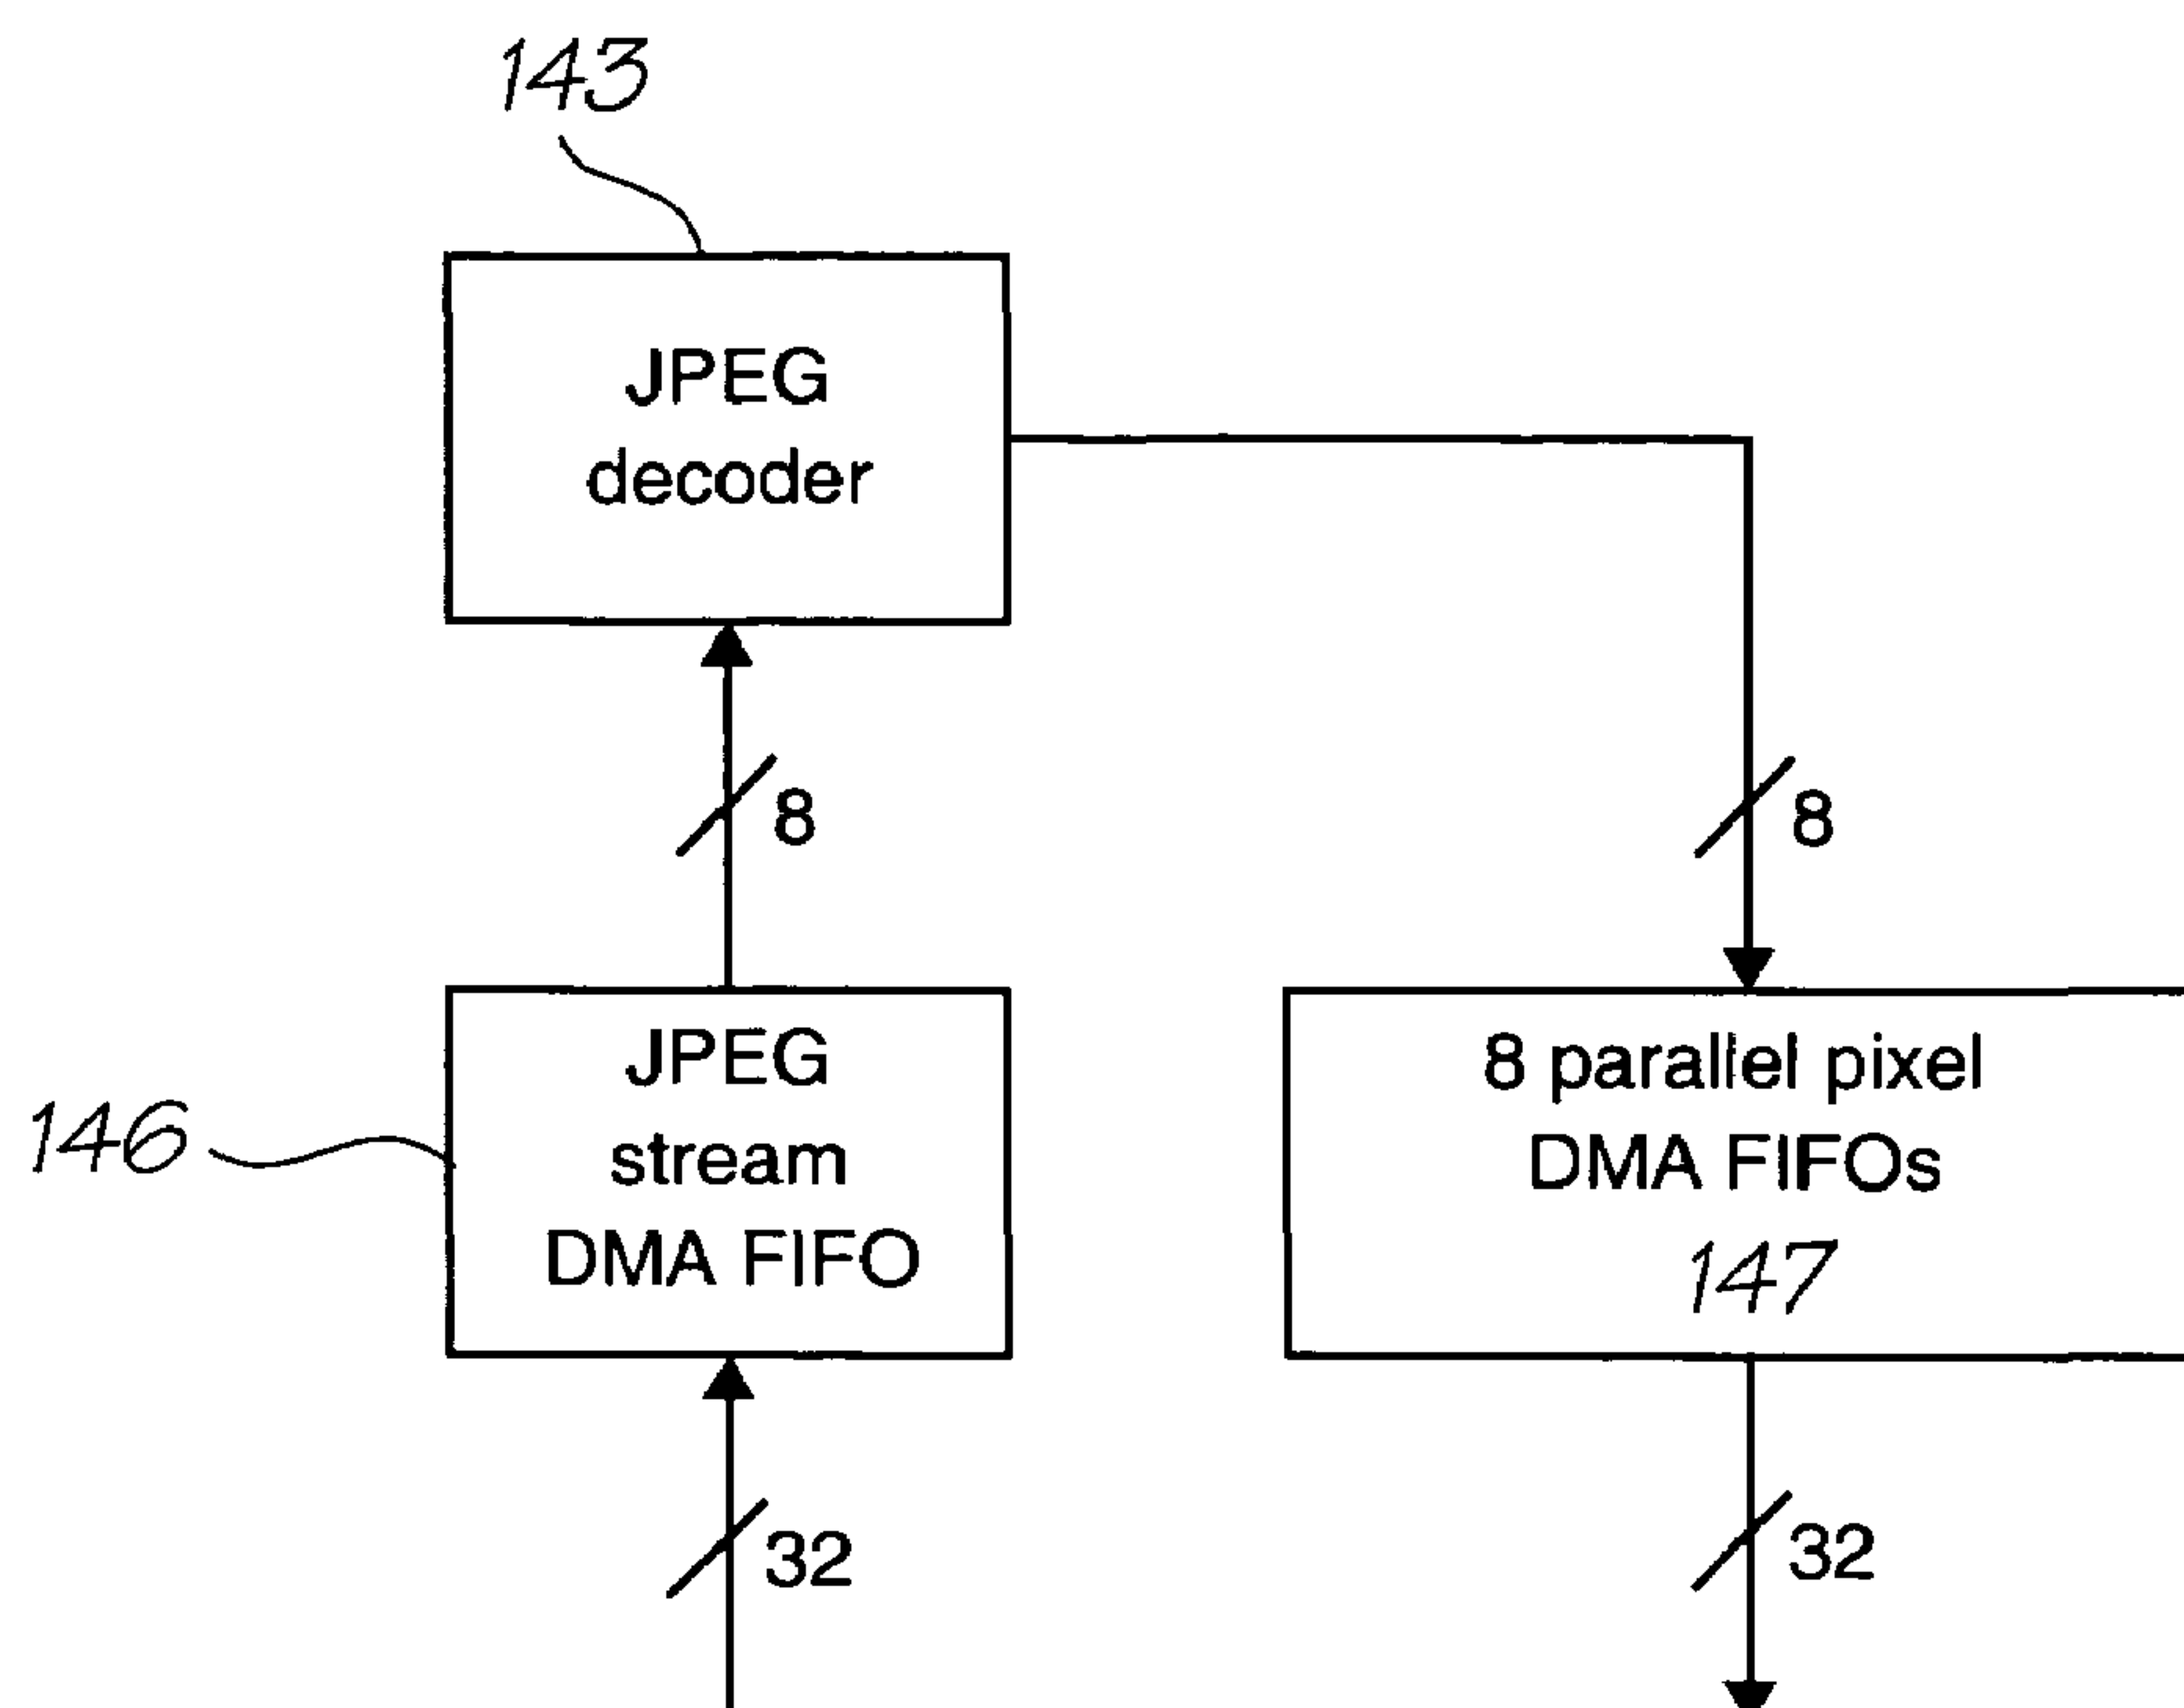 143
JPEG
decoder
8
8
JPEG
stream
DMA FIFO
146
8 parallel pixel
DMA FIFOs
147
32
32